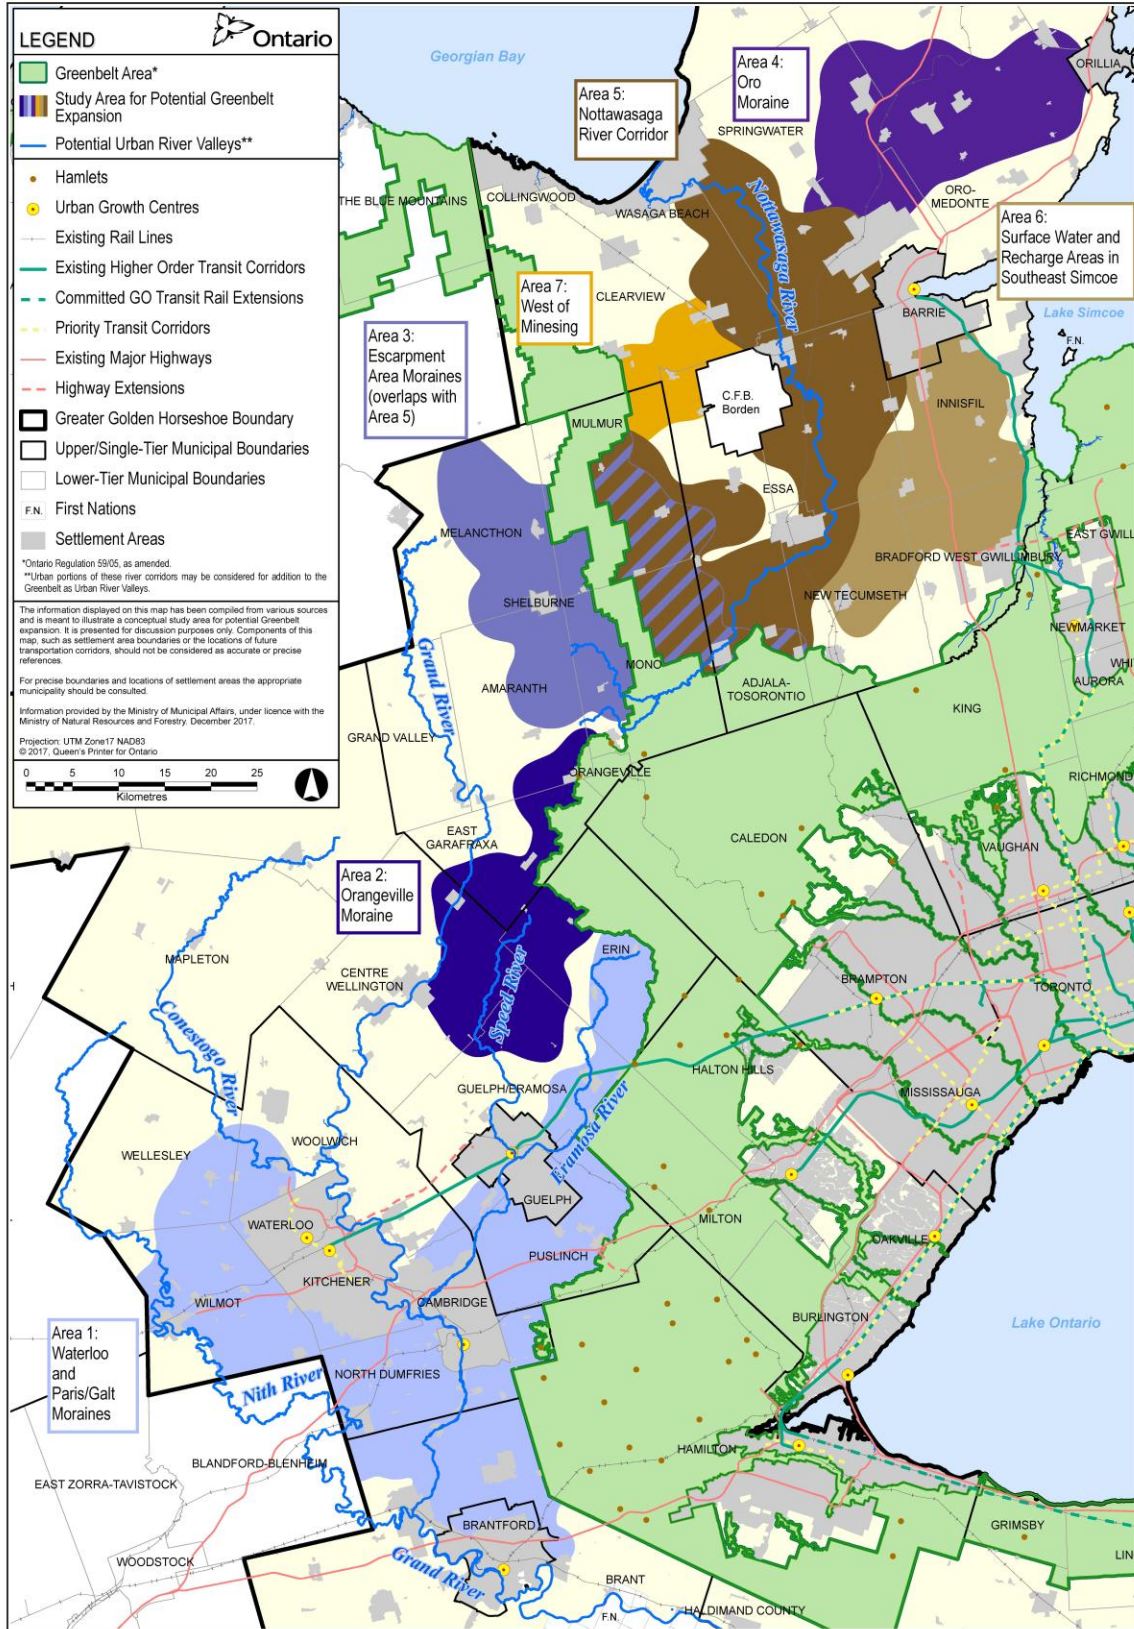 LEGEND
Ontario
Greenbelt Area*
Study Area for Potential Greenbelt
Expansion
Potential Urban River Valleys**
Hamlets
Urban Growth Centres
Existing Rail Lines
Existing Higher Order Transit Corridors
Committed GO Transit Rail Extensions
Priority Transit Corridors
Existing Major Highways
Highway Extensions
Greater Golden Horseshoe Boundary
Upper/Single-Tier Municipal Boundaries
Lower-Tier Municipal Boundaries
F.N.
First Nations
Settlement Areas
*Ontario Regulation 59/05, as amended.
**Urban portions of these river corridors may be considered for addition to the
Greenbelt as Urban River Valleys.
The information displayed on this map has been compiled from various sources
and is meant to illustrate a conceptual study area for potential Greenbelt
expansion. It is presented for discussion purposes only. Components of this
map, such as settlement area boundaries or the locations of future
transportation corridors, should not be considered as accurate or precise
references.
For precise boundaries and locations of settlement areas the appropriate
municipality should be consulted.
Information provided by the Ministry of Municipal Affairs, under licence with the
Ministry of Natural Resources and Forestry. December 2017.
Projection: UTM Zone17 NAD83
© 2017, Queen's Printer for Ontario
0 5 10 15 20 25
Kilometres
Georgian Bay
Area 4:
Oro
Moraine
ORILLIA
Area 5:
Nottawasaga
River Corridor
SPRINGWATER
THE BLUE MOUNTAINS
COLLINGWOOD
WASAGA BEACH
ORO-
MEDONTE
Area 6:
Surface Water and
Recharge Areas in
Southeast Simcoe
Nottawasaga River
Area 7:
West of
Minesing
CLEARVIEW
BARRIE
Lake Simcoe
F.N.
Area 3:
Escarpment
Area Moraines
(overlaps with
Area 5)
C.F.B.
Borden
INNISFIL
MULMUR
ESSA
MELANCTHON
EAST GWILL
BRADFORD WEST GWILLIMBURY
SHELBURNE
NEW TECUMSETH
NEWMARKET
Grand River
MONO
WHI
AURORA
AMARANTH
ADJALA-
TOSORONTIO
KING
GRAND VALLEY
ORANGEVILLE
RICHMOND
EAST
GARAFRAXA
CALEDON
VAUGHAN
Area 2:
Orangeville
Moraine
ERIN
MAPLETON
CENTRE
WELLINGTON
BRAMPTON
TORONTO
Speed River
Conestogo River
HALTON HILLS
GUELPH/ERAMOSA
MISSISSAUGA
Eramosa River
WOOLWICH
WELLESLEY
GUELPH
WATERLOO
MILTON
OAKVILLE
PUSLINCH
KITCHENER
WILMOT
CAMBRIDGE
BURLINGTON
Lake Ontario
Area 1:
Waterloo
and
Paris/Galt
Moraines
NORTH DUMFRIES
Nith River
HAMILTON
BLANDFORD-BLENHEIM
EAST ZORRA-TAVISTOCK
BRANTFORD
GRIMSBY
WOODSTOCK
Grand River
LIN
BRANT
HALDIMAND COUNTY
F.N.